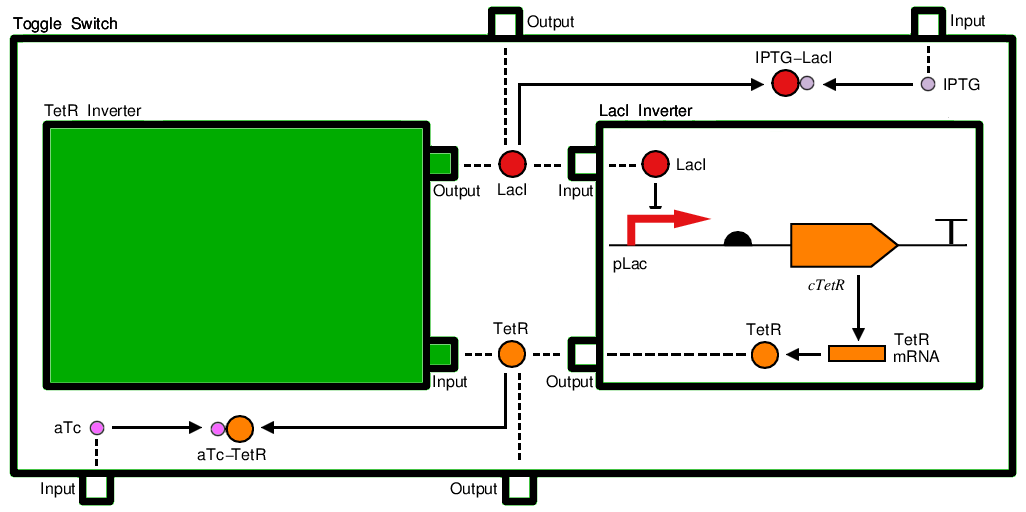 Toggle Switch
Output
Input
IPTG–LacI
IPTG
TetR Inverter
LacI Inverter
Output
LacI
Input
LacI
pLac
cTetR
TetR
TetR
TetR
mRNA
Input
Output
aTc
aTc–TetR
Input
Output